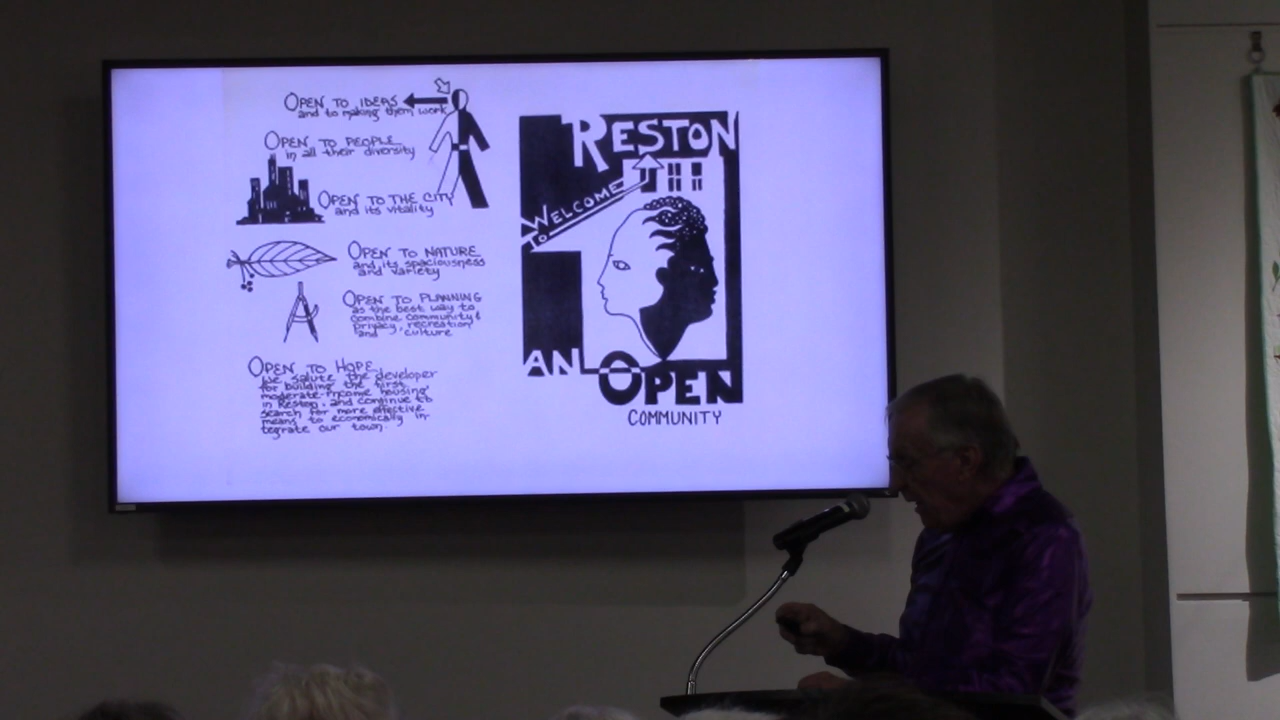 OPEN TO IDEAS
and to making them work
OPEN TO PEOPLE
in all their diversity
OPEN TO THE CITY
and its vitality
OPEN TO NATURE
and its spaciousness
and variety
OPEN TO PLANNING
as the best way to
combine community &
privacy, recreation
and culture
OPEN TO HOPE
We salute the developer
for building the first
moderate-income housing
in Reston, and continue to
search for more effective
means to economically in-
tegrate our town.
WELCOME
TO
RESTON
AN OPEN
COMMUNITY